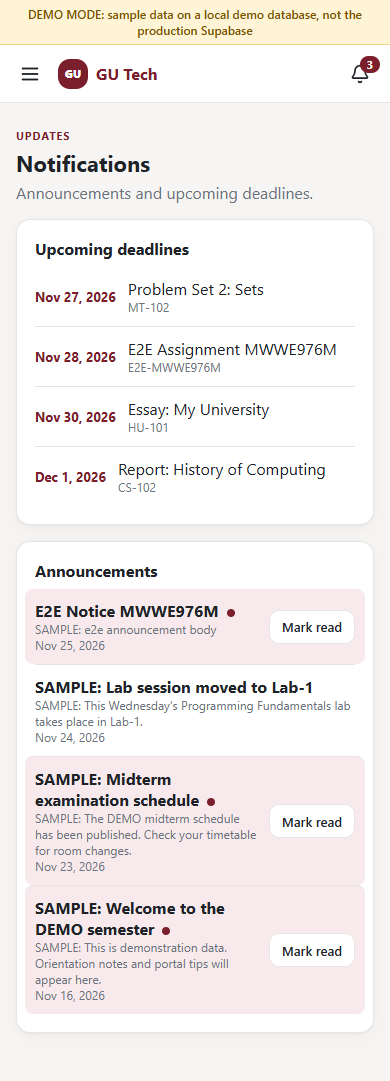 DEMO MODE: sample data on a local demo database, not the
production Supabase
GU
GU Tech
3
UPDATES
Notifications
Announcements and upcoming deadlines.
Upcoming deadlines
Nov 27, 2026
Problem Set 2: Sets
MT-102
Nov 28, 2026
E2E Assignment MWWE976M
E2E-MWWE976M
Nov 30, 2026
Essay: My University
HU-101
Dec 1, 2026
Report: History of Computing
CS-102
Announcements
E2E Notice MWWE976M
SAMPLE: e2e announcement body
Nov 25, 2026
Mark read
SAMPLE: Lab session moved to Lab-1
SAMPLE: This Wednesday's Programming Fundamentals lab
takes place in Lab-1.
Nov 24, 2026
SAMPLE: Midterm
examination schedule
SAMPLE: The DEMO midterm schedule
has been published. Check your timetable
for room changes.
Nov 23, 2026
Mark read
SAMPLE: Welcome to the
DEMO semester
SAMPLE: This is demonstration data.
Orientation notes and portal tips will
appear here.
Nov 16, 2026
Mark read